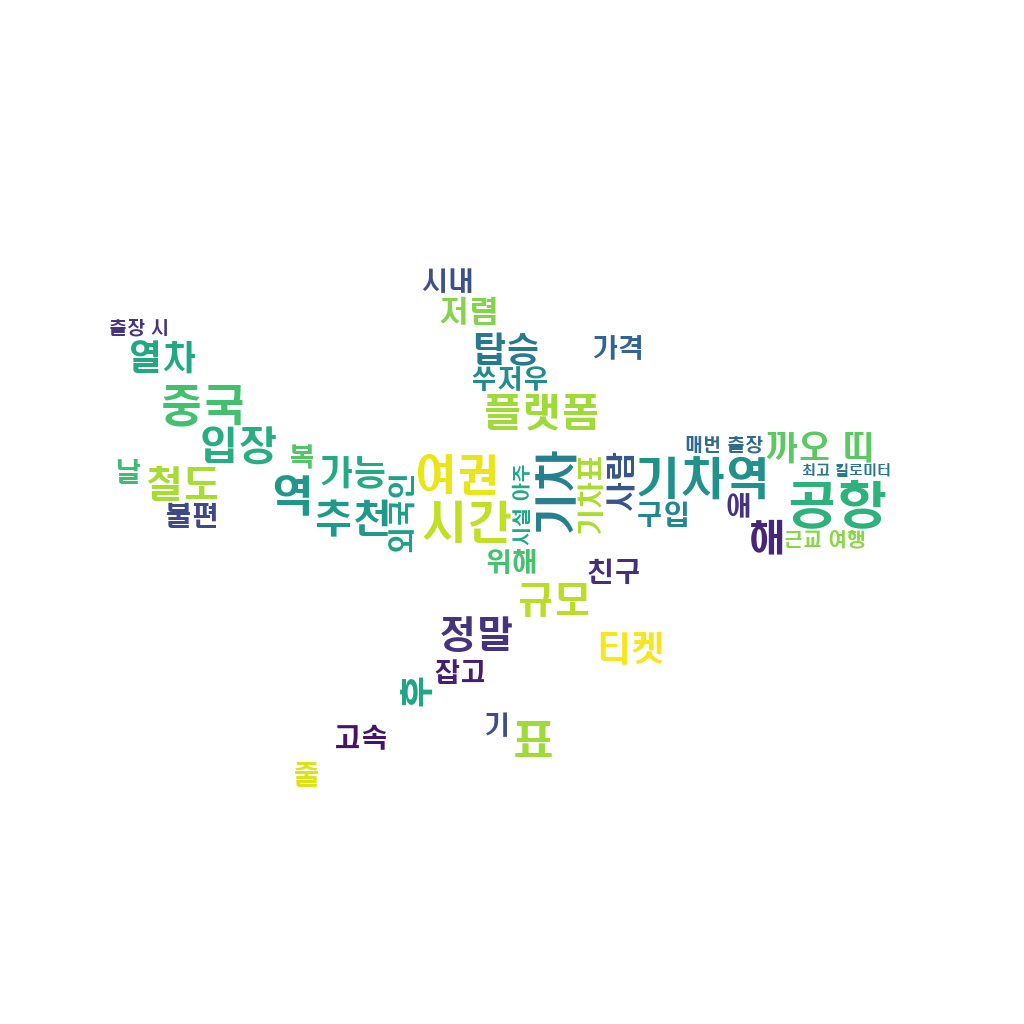 시내
저렴
출장 시
탑승
가격
열차
쑤저우
중국
플랫폼
입장
매번 출장
까오 띠
복
가능
여권
기차
기차표
사람
기차역
최고 킬로미터
날
철도
역
외국인
시설 아주
애
공항
불편
추천
시간
구입
해
근교 여행
위해
친구
규모
정말
티켓
잡고
후
기
표
고속
줄